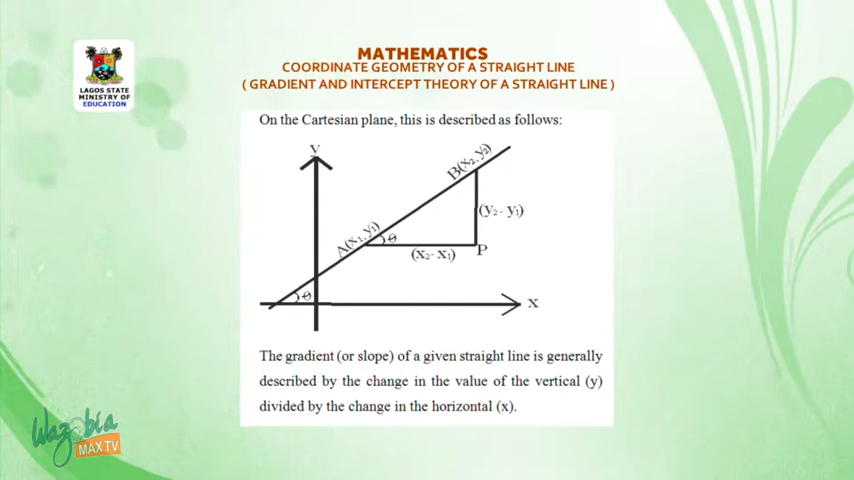 MATHEMATICS
COORDINATE GEOMETRY OF A STRAIGHT LINE
( GRADIENT AND INTERCEPT THEORY OF A STRAIGHT LINE )
LAGOS STATE
MINISTRY OF
EDUCATION
On the Cartesian plane, this is described as follows:
y
B(x₂, y₂)
(y₂ - y₁)
A(x₁, y₁)
θ
(x₂- x₁)
P
θ
x
The gradient (or slope) of a given straight line is generally
described by the change in the value of the vertical (y)
divided by the change in the horizontal (x).
Wazobia
MAX TV